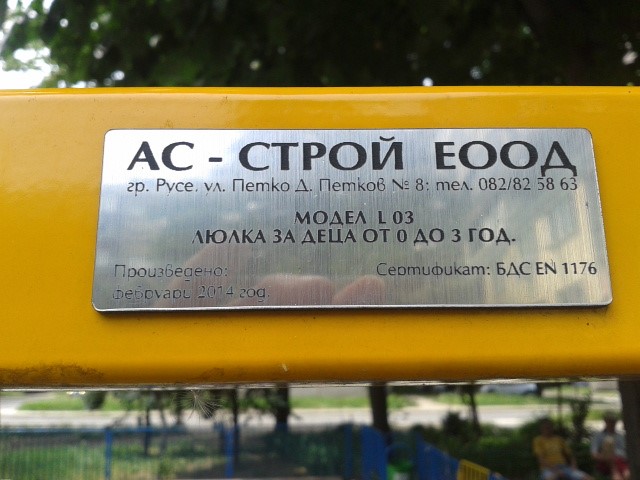 АС - СТРОЙ ЕООД
гр. Русе, ул. Петко Д. Петков № 8; тел. 082/82 58 63
МОДЕЛ L 03
ЛЮЛКА ЗА ДЕЦА ОТ 0 ДО 3 ГОД.
Произведено: Сертификат: БДС EN 1176
февруари 2014 год.